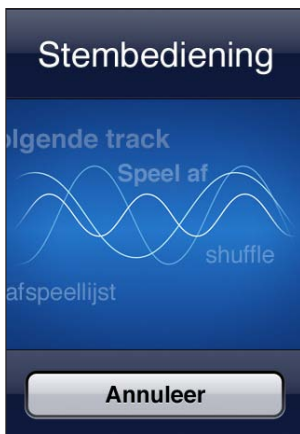 Stembediening
olgende track
Speel af
shuffle
afspeellijst
Annuleer